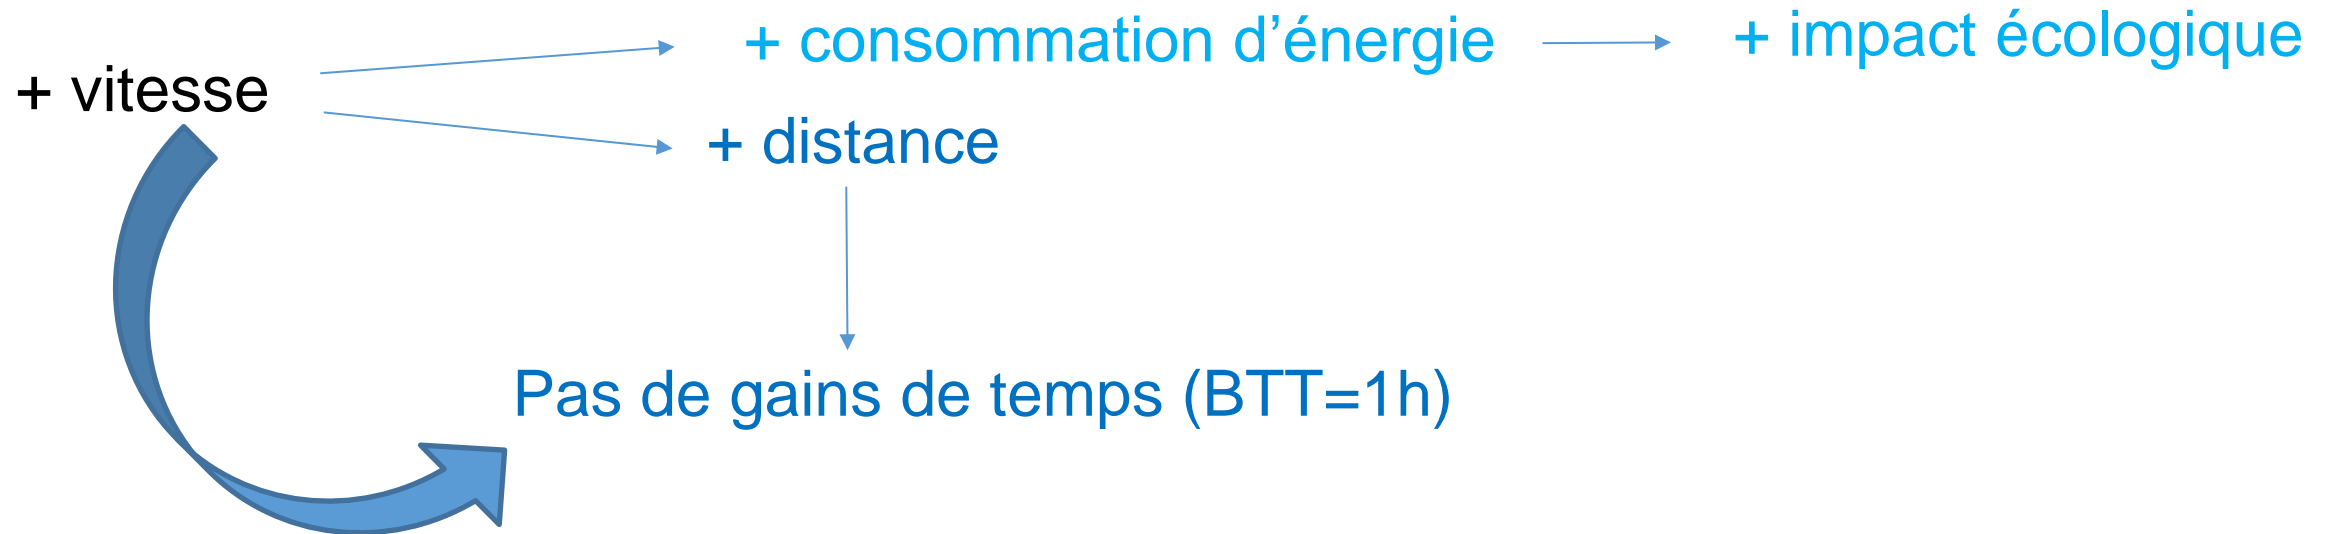 + vitesse
+ consommation d’énergie
+ impact écologique
+ distance
Pas de gains de temps (BTT=1h)